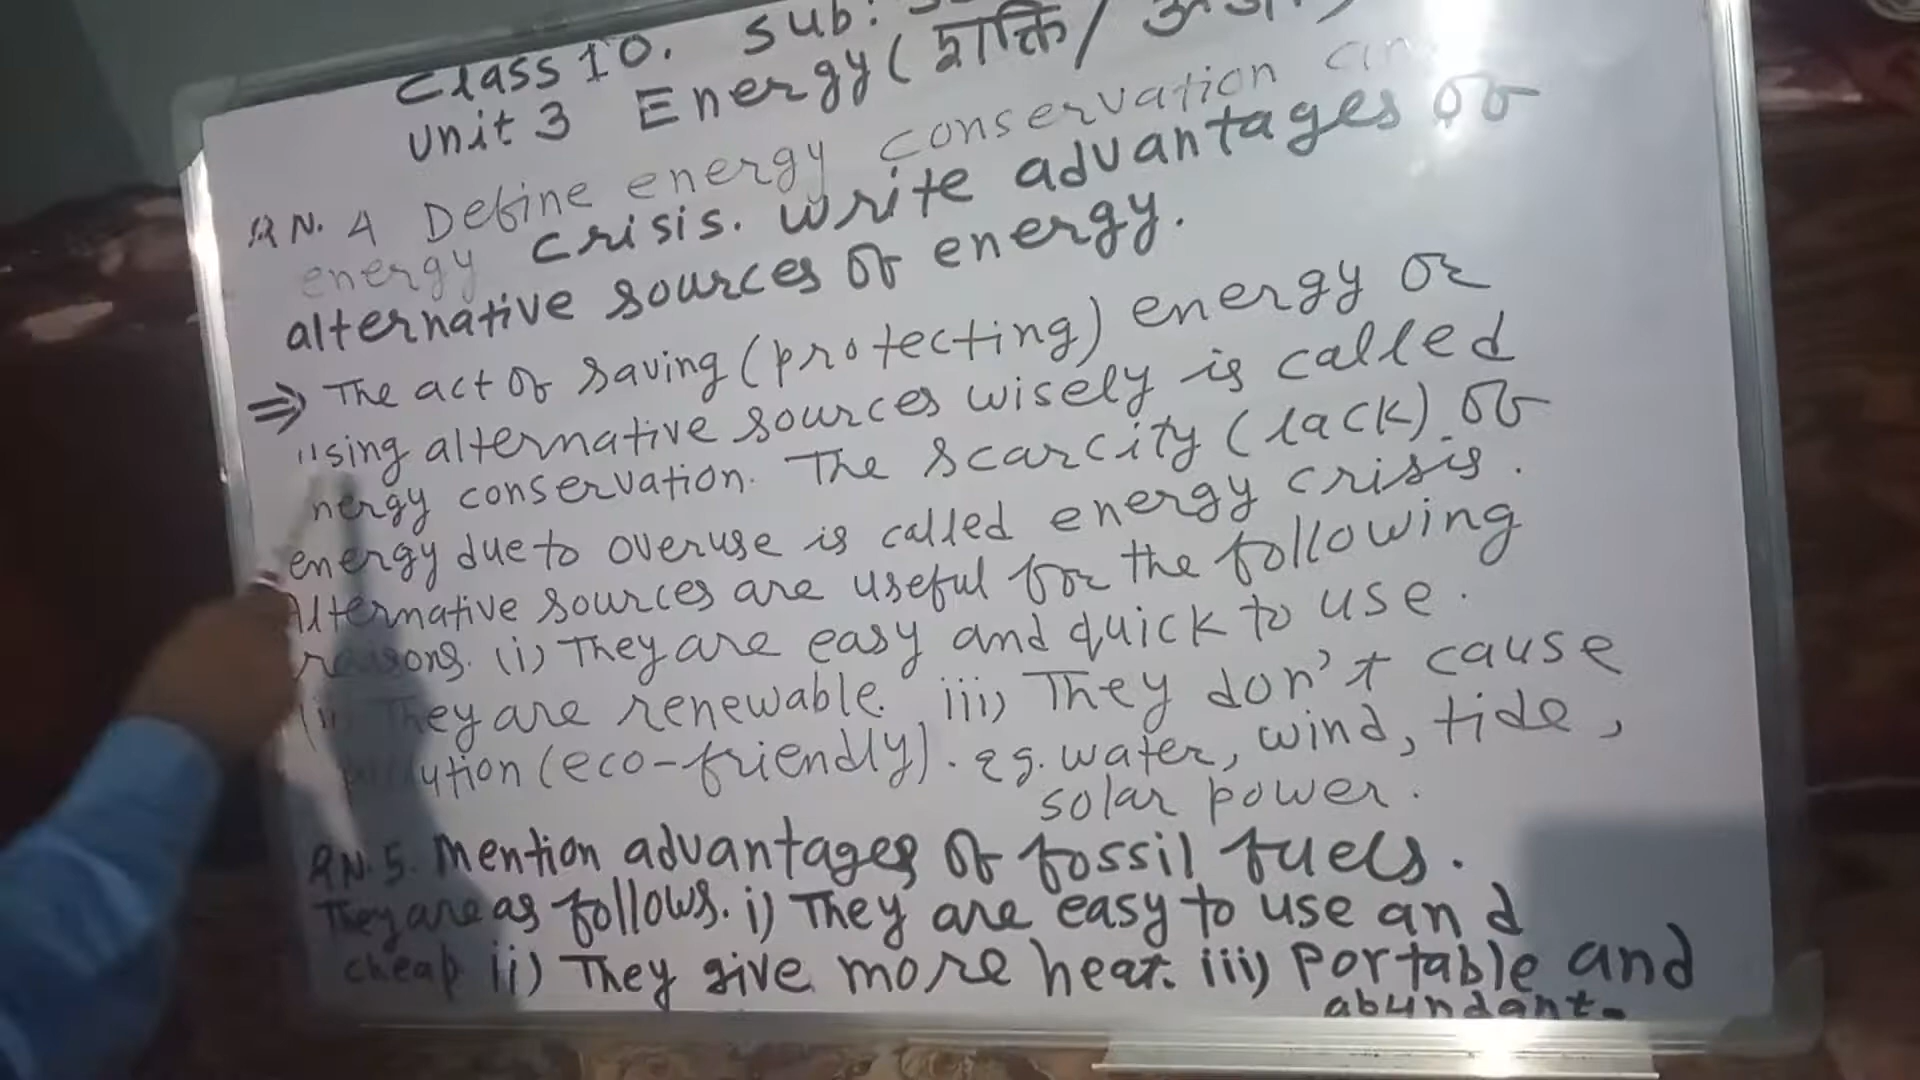 Class 10. Sub:
Unit 3 Energy (शक्ति/
Q.N. 4 Define energy conservation
energy crisis. Write advantages of
alternative sources of energy.
⇒ The act of saving (protecting) energy or
using alternative sources wisely is called
nergy conservation. The scarcity (lack) of
energy due to overuse is called energy crisis.
Alternative sources are useful for the following
reasons. (i) They are easy and quick to use.
(ii They are renewable. iii) They don't cause
pollution (eco-friendly). eg. water, wind, tide,
solar power.
Q.N. 5. Mention advantages of fossil fuels.
They are as follows. i) They are easy to use and
cheap ii) They give more heat. iii) Portable and
abundant.